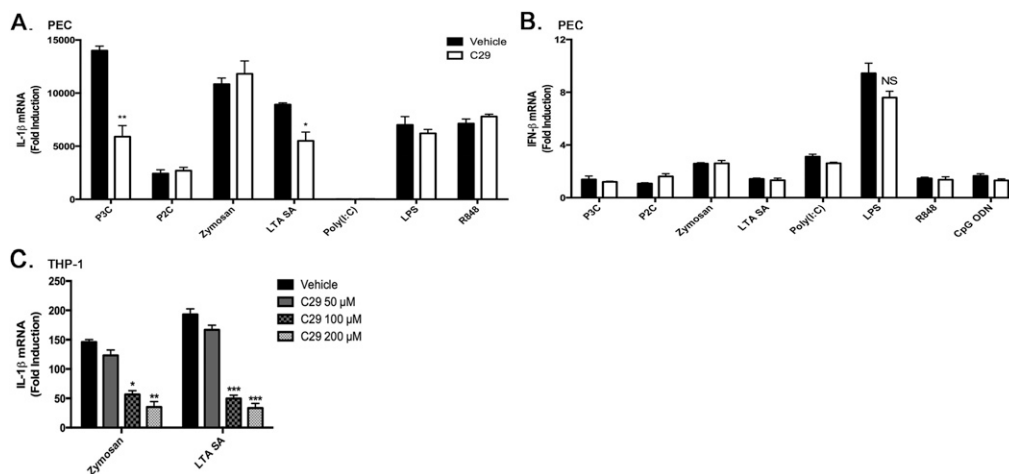 A. PEC
15000
10000
5000
0
IL-1β mRNA
(Fold Induction)
Vehicle
C29
**
*
P3C
P2C
Zymosan
LTA SA
Poly(I:C)
LPS
R848
B. PEC
12
8
4
0
IFN-β mRNA
(Fold Induction)
NS
P3C
P2C
Zymosan
LTA SA
Poly(I:C)
LPS
R848
CpG ODN
C. THP-1
250
200
150
100
50
0
IL-1β mRNA
(Fold Induction)
Vehicle
C29 50 μM
C29 100 μM
C29 200 μM
*
**
***
***
Zymosan
LTA SA